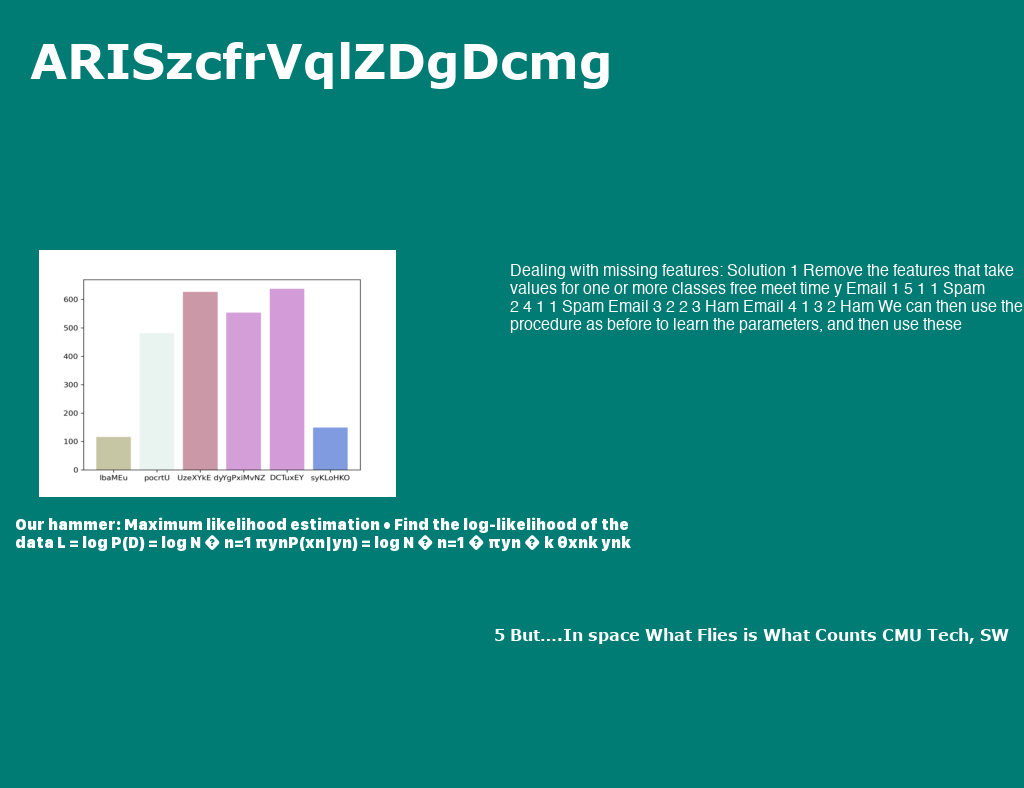 ARISzcfrVqlZDgDcmg
Dealing with missing features: Solution 1 Remove the features that take
values for one or more classes free meet time y Email 1 5 1 1 Spam
2 4 1 1 Spam Email 3 2 2 3 Ham Email 4 1 3 2 Ham We can then use the
procedure as before to learn the parameters, and then use these
600
500
400
300
200
100
0
lbaMEu pocrtU UzeXYkE dyYgPxiMvNZ DCTuxEY syKLoHKO
Our hammer: Maximum likelihood estimation • Find the log-likelihood of the
data L = log P(D) = log N � n=1 πynP(xn|yn) = log N � n=1 � πyn � k θxnk ynk
5 But….In space What Flies is What Counts CMU Tech, SW